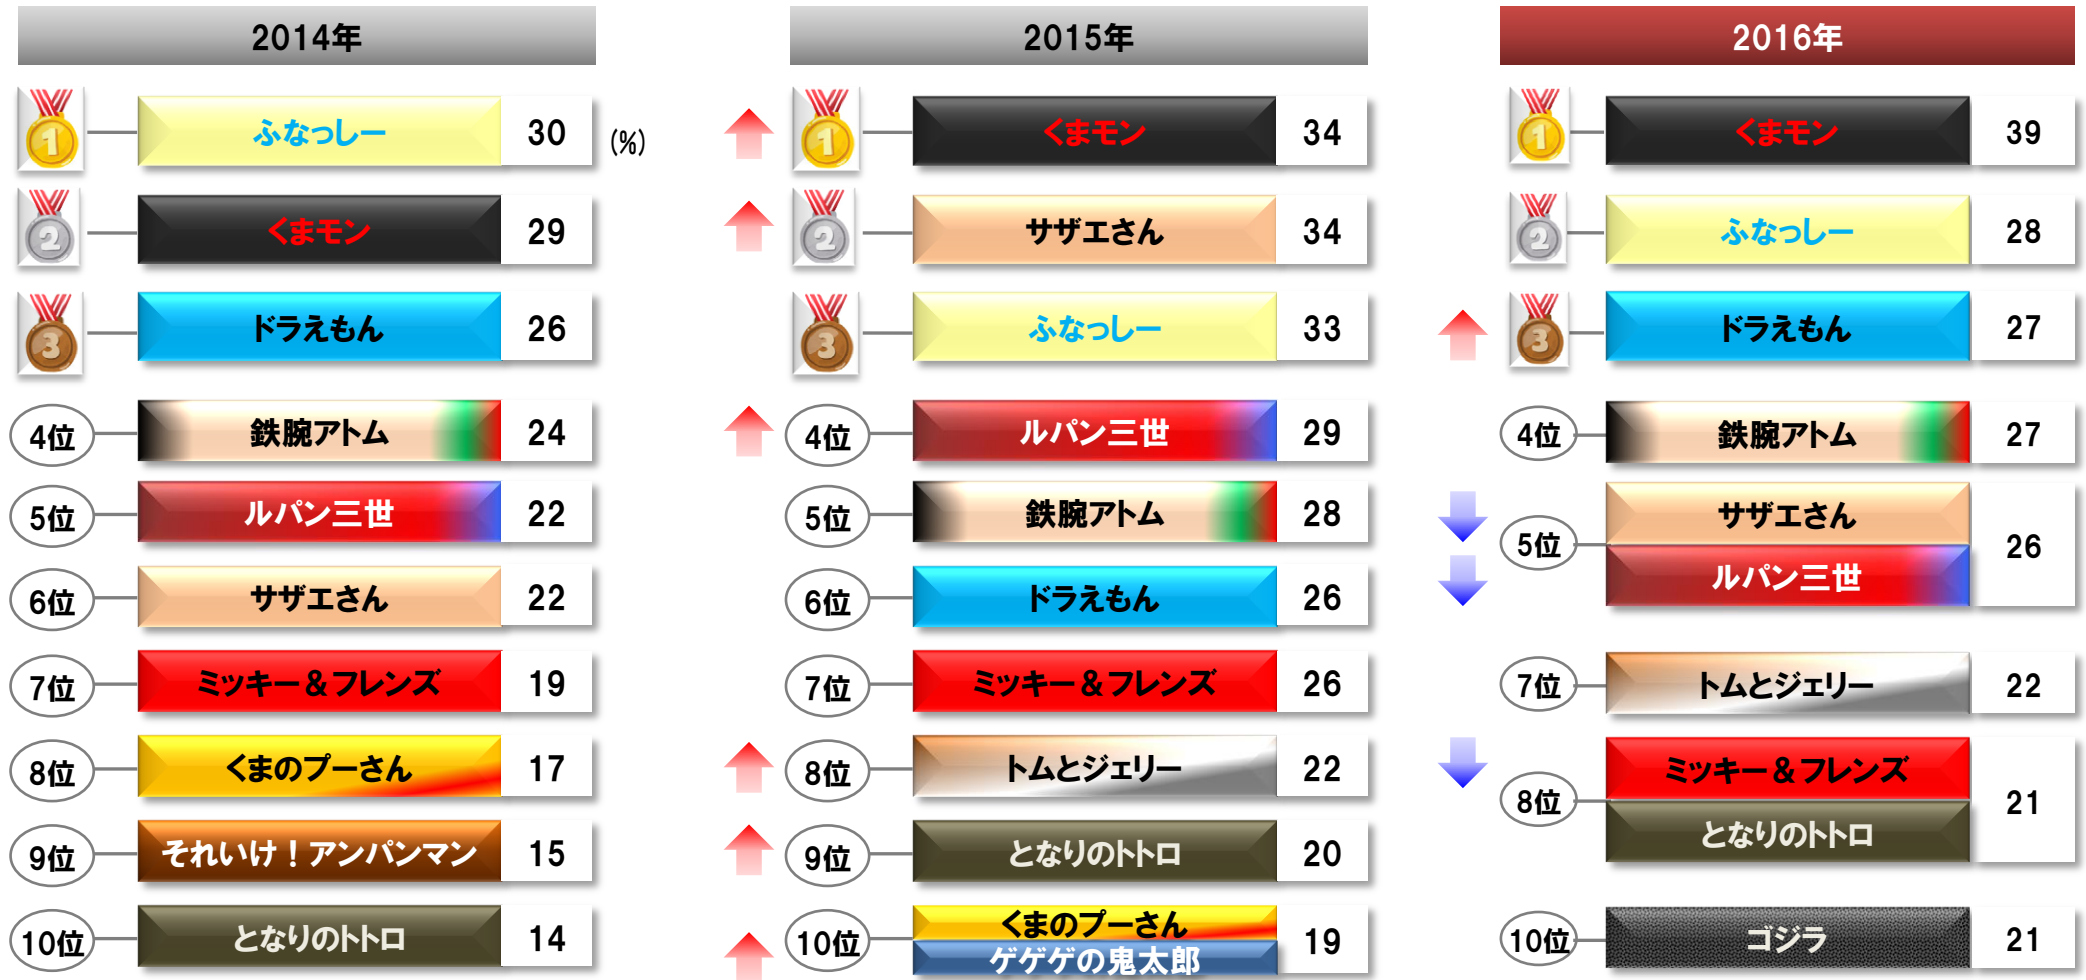 2014年
1
ふなっしー
30
(%)
2
くまモン
29
3
ドラえもん
26
4位
鉄腕アトム
24
5位
ルパン三世
22
6位
サザエさん
22
7位
ミッキー＆フレンズ
19
8位
くまのプーさん
17
9位
それいけ！アンパンマン
15
10位
となりのトトロ
14
2015年
1
くまモン
34
2
サザエさん
34
3
ふなっしー
33
4位
ルパン三世
29
5位
鉄腕アトム
28
6位
ドラえもん
26
7位
ミッキー＆フレンズ
26
8位
トムとジェリー
22
9位
となりのトトロ
20
10位
くまのプーさん
ゲゲゲの鬼太郎
19
2016年
1
くまモン
39
2
ふなっしー
28
3
ドラえもん
27
4位
鉄腕アトム
27
5位
サザエさん
ルパン三世
26
7位
トムとジェリー
22
8位
ミッキー＆フレンズ
となりのトトロ
21
10位
ゴジラ
21